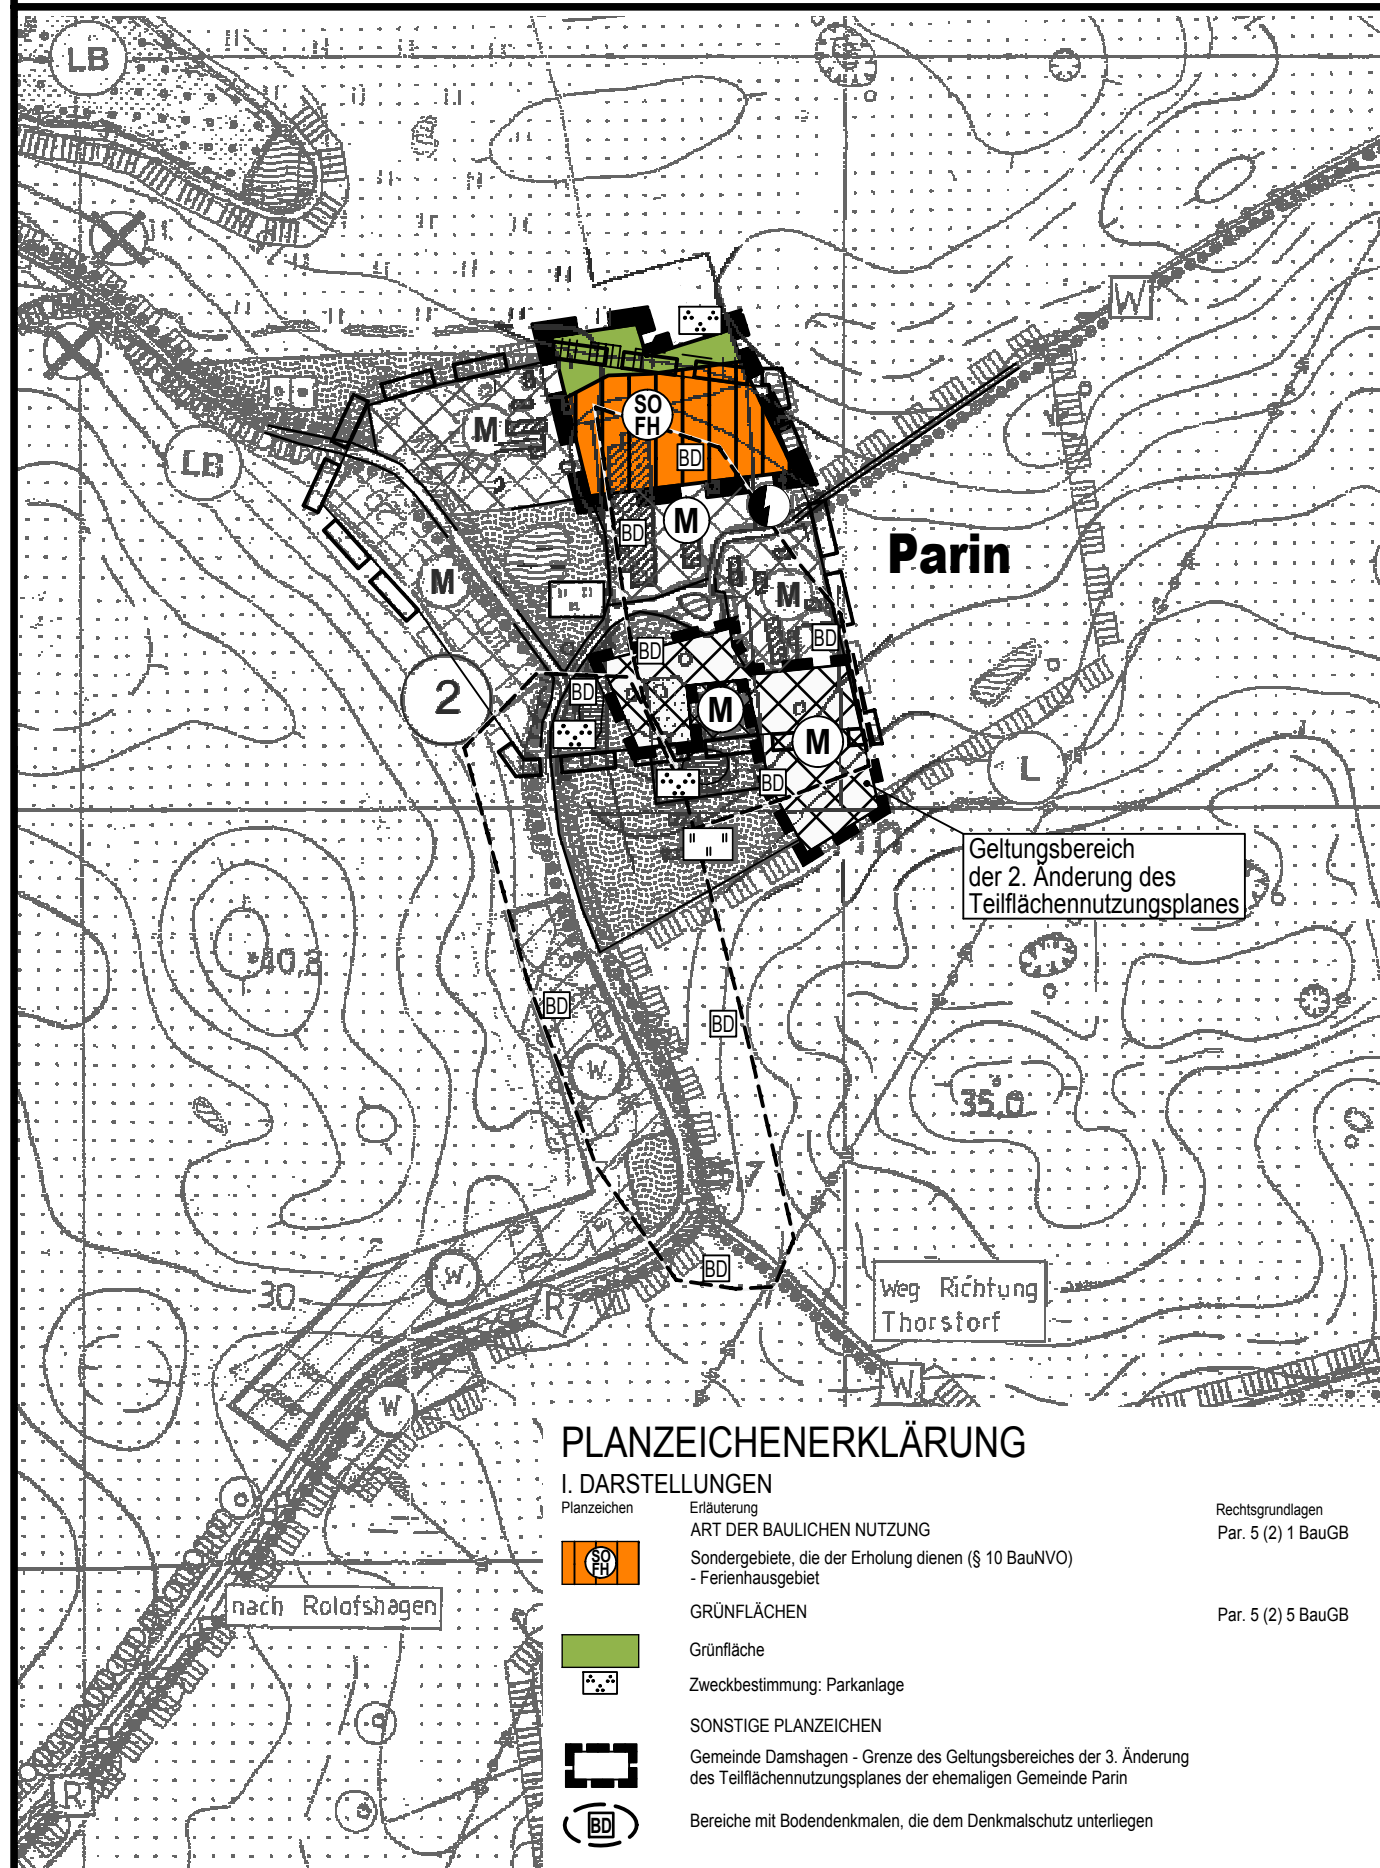 LB
W
SO
FH
M
BD
LB
M
BD
M
Parin
M
M
BD
BD
BD
2
M
M
BD
L
Geltungsbereich
der 2. Änderung des
Teilflächennutzungsplanes
40,3
BD
BD
W
35,0
7
BD
W
30
R
Weg Richtung
Thorstorf
W
W
nach Rolofshagen
R
PLANZEICHENERKLÄRUNG
I. DARSTELLUNGEN
Planzeichen Erläuterung Rechtsgrundlagen
ART DER BAULICHEN NUTZUNG Par. 5 (2) 1 BauGB
SO
FH
Sondergebiete, die der Erholung dienen (§ 10 BauNVO)
- Ferienhausgebiet
GRÜNFLÄCHEN Par. 5 (2) 5 BauGB
Grünfläche
Zweckbestimmung: Parkanlage
SONSTIGE PLANZEICHEN
Gemeinde Damshagen - Grenze des Geltungsbereiches der 3. Änderung
des Teilflächennutzungsplanes der ehemaligen Gemeinde Parin
BD Bereiche mit Bodendenkmalen, die dem Denkmalschutz unterliegen